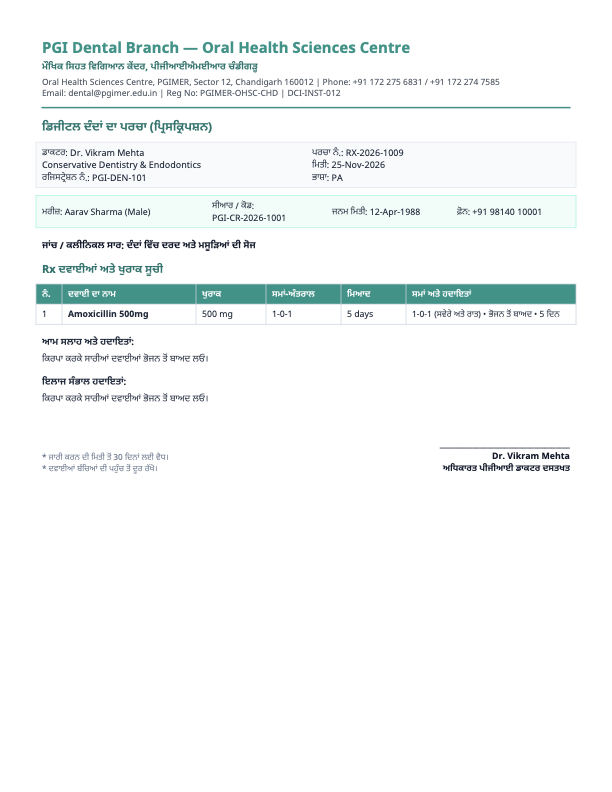 PGI Dental Branch — Oral Health Sciences Centre
ਮੌਖਿਕ ਸਿਹਤ ਵਿਗਿਆਨ ਕੇਂਦਰ, ਪੀਜੀਆਈਐਮਈਆਰ ਚੰਡੀਗੜ੍ਹ
Oral Health Sciences Centre, PGIMER, Sector 12, Chandigarh 160012 | Phone: +91 172 275 6831 / +91 172 274 7585
Email: dental@pgimer.edu.in | Reg No: PGIMER-OHSC-CHD | DCI-INST-012
ਡਿਜੀਟਲ ਦੰਦਾਂ ਦਾ ਪਰਚਾ (ਪ੍ਰਿਸਕ੍ਰਿਪਸ਼ਨ)
ਡਾਕਟਰ: Dr. Vikram Mehta
Conservative Dentistry & Endodontics
ਰਜਿਸਟ੍ਰੇਸ਼ਨ ਨੰ.: PGI-DEN-101
ਪਰਚਾ ਨੰ.: RX-2026-1009
ਮਿਤੀ: 25-Nov-2026
ਭਾਸ਼ਾ: PA
ਮਰੀਜ਼: Aarav Sharma (Male)
ਸੀਆਰ / ਕੋਡ:
PGI-CR-2026-1001
ਜਨਮ ਮਿਤੀ: 12-Apr-1988
ਫ਼ੋਨ: +91 98140 10001
ਜਾਂਚ / ਕਲੀਨਿਕਲ ਸਾਰ: ਦੰਦਾਂ ਵਿੱਚ ਦਰਦ ਅਤੇ ਮਸੂੜਿਆਂ ਦੀ ਸੋਜ
Rx ਦਵਾਈਆਂ ਅਤੇ ਖੁਰਾਕ ਸੂਚੀ
ਨੰ. ਦਵਾਈ ਦਾ ਨਾਮ ਖੁਰਾਕ ਸਮਾਂ-ਅੰਤਰਾਲ ਮਿਆਦ ਸਮਾਂ ਅਤੇ ਹਦਾਇਤਾਂ
1 Amoxicillin 500mg 500 mg 1-0-1 5 days 1-0-1 (ਸਵੇਰੇ ਅਤੇ ਰਾਤ) • ਭੋਜਨ ਤੋਂ ਬਾਅਦ • 5 ਦਿਨ
ਆਮ ਸਲਾਹ ਅਤੇ ਹਦਾਇਤਾਂ:
ਕਿਰਪਾ ਕਰਕੇ ਸਾਰੀਆਂ ਦਵਾਈਆਂ ਭੋਜਨ ਤੋਂ ਬਾਅਦ ਲਓ।
ਇਲਾਜ ਸੰਭਾਲ ਹਦਾਇਤਾਂ:
ਕਿਰਪਾ ਕਰਕੇ ਸਾਰੀਆਂ ਦਵਾਈਆਂ ਭੋਜਨ ਤੋਂ ਬਾਅਦ ਲਓ।
* ਜਾਰੀ ਕਰਨ ਦੀ ਮਿਤੀ ਤੋਂ 30 ਦਿਨਾਂ ਲਈ ਵੈਧ।
* ਦਵਾਈਆਂ ਬੱਚਿਆਂ ਦੀ ਪਹੁੰਚ ਤੋਂ ਦੂਰ ਰੱਖੋ।
Dr. Vikram Mehta
ਅਧਿਕਾਰਤ ਪੀਜੀਆਈ ਡਾਕਟਰ ਦਸਤਖਤ